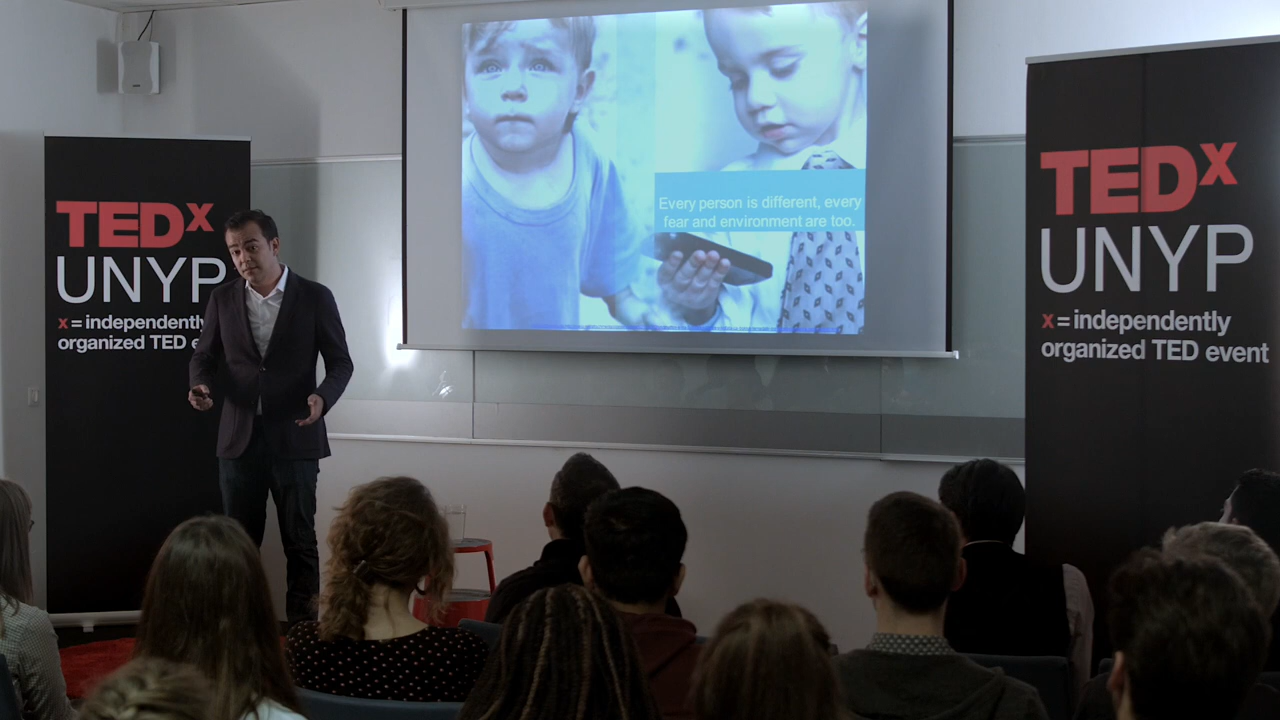 TEDx
UNYP
x = independently
organized TED e
Every person is different, every
fear and environment are too.
TEDx
UNYP
x = independently
organized TED event